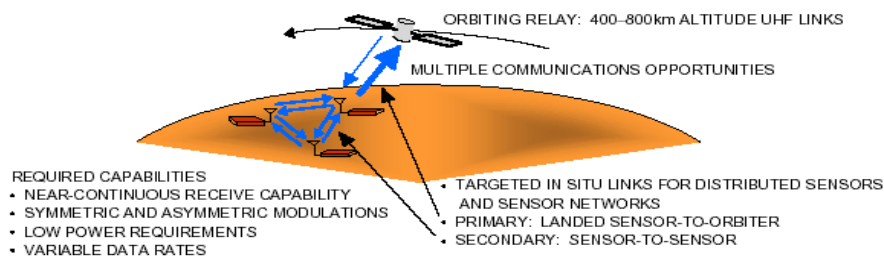 ORBITING RELAY: 400–800km ALTITUDE UHF LINKS
MULTIPLE COMMUNICATIONS OPPORTUNITIES
REQUIRED CAPABILITIES
• NEAR-CONTINUOUS RECEIVE CAPABILITY
• SYMMETRIC AND ASYMMETRIC MODULATIONS
• LOW POWER REQUIREMENTS
• VARIABLE DATA RATES
• TARGETED IN SITU LINKS FOR DISTRIBUTED SENSORS
AND SENSOR NETWORKS
• PRIMARY: LANDED SENSOR-TO-ORBITER
• SECONDARY: SENSOR-TO-SENSOR